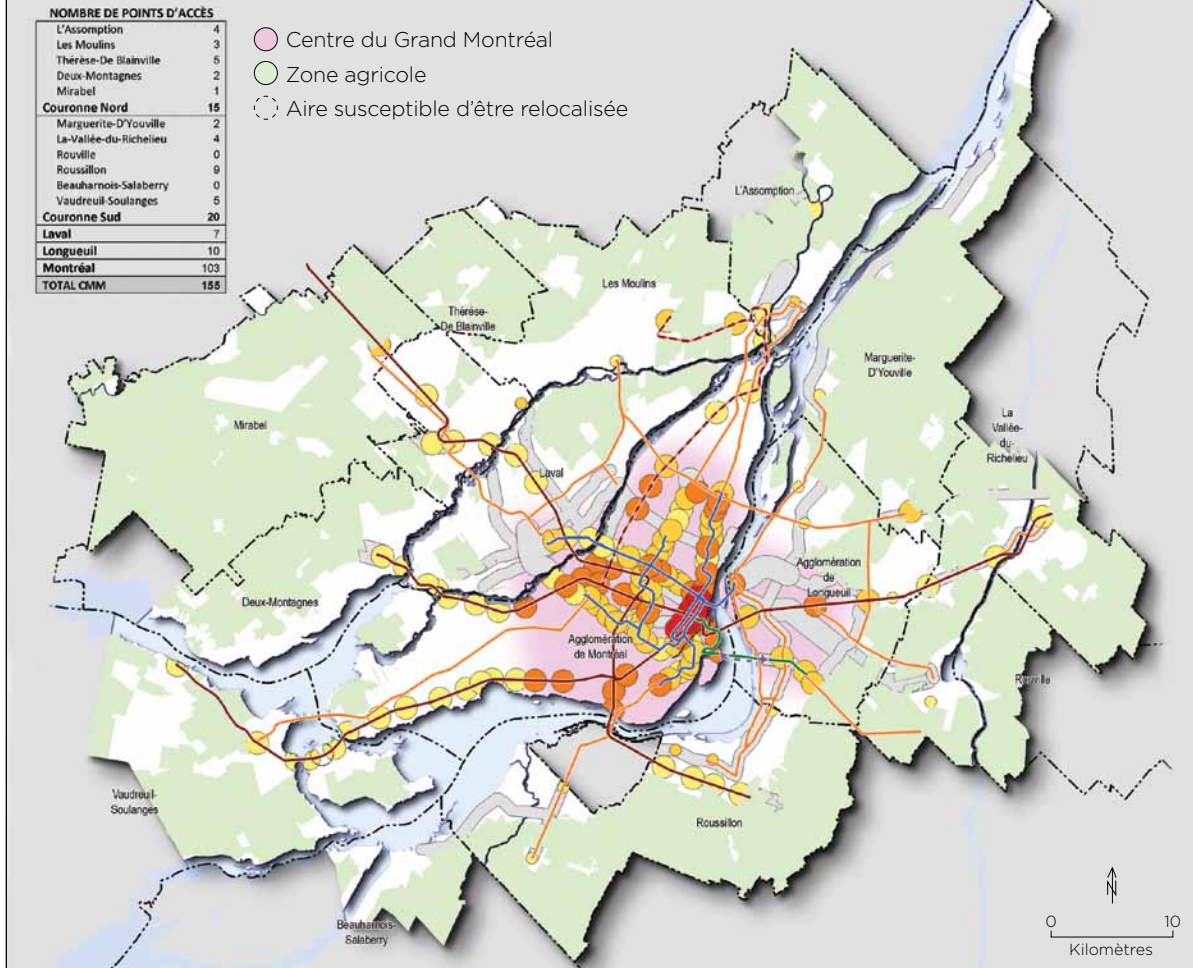 NOMBRE DE POINTS D'ACCÈS
L'Assomption 4
Les Moulins 3
Thérèse-De Blainville 5
Deux-Montagnes 2
Mirabel 1
Couronne Nord 15
Marguerite-D'Youville 2
La-Vallée-du-Richelieu 4
Rouville 0
Roussillon 9
Beauharnois-Salaberry 0
Vaudreuil-Soulanges 5
Couronne Sud 20
Laval 7
Longueuil 10
Montréal 103
TOTAL CMM 155
Centre du Grand Montréal
Zone agricole
Aire susceptible d'être relocalisée
L'Assomption
Les Moulins
Thérèse-
De Blainville
Marguerite-
D'Youville
Mirabel
La
Vallée-
du-
Richelieu
Laval
Agglomération
de
Longueuil
Deux-Montagnes
Agglomération
de Montréal
Rouville
Vaudreuil-
Soulanges
Roussillon
Beauharnois-
Salaberry
N
0 10
Kilomètres